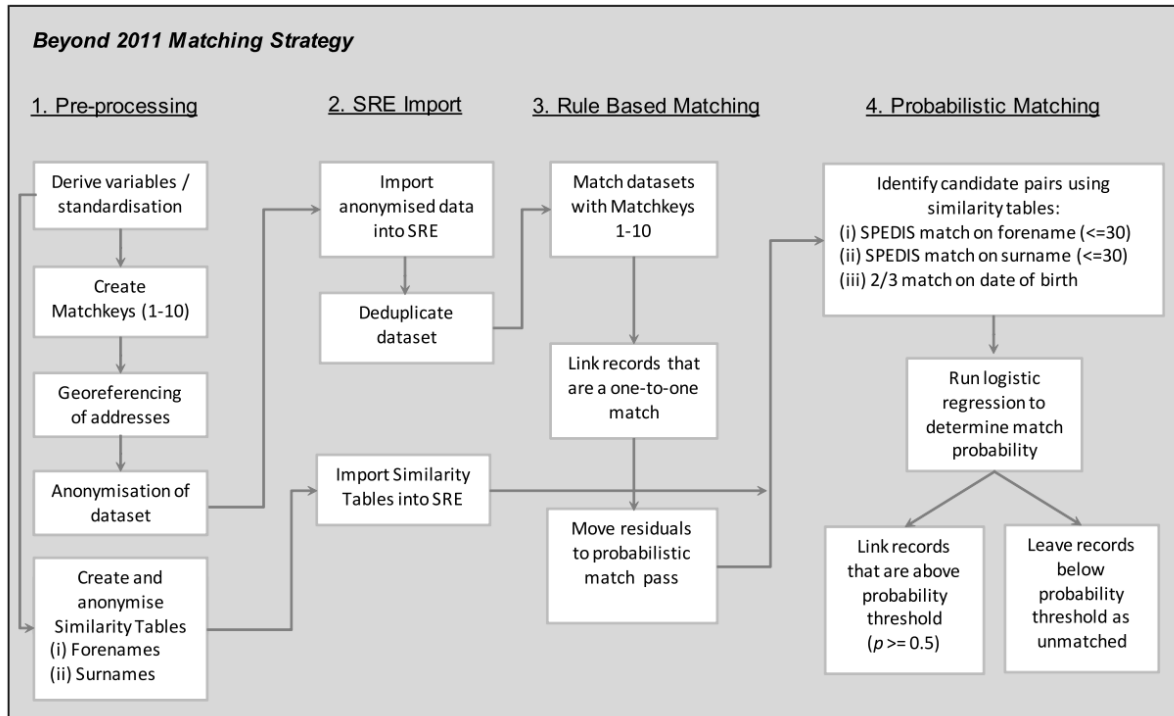 Beyond 2011 Matching Strategy
1. Pre-processing
Derive variables /
standardisation
Create
Matchkeys (1-10)
Georeferencing
of addresses
Anonymisation of
dataset
Create and
anonymise
Similarity Tables
(i) Forenames
(ii) Surnames
2. SRE Import
Import
anonymised data
into SRE
Deduplicate
dataset
Import Similarity
Tables into SRE
3. Rule Based Matching
Match datasets
with Matchkeys
1-10
Link records that
are a one-to-one
match
Move residuals
to probabilistic
match pass
4. Probabilistic Matching
Identify candidate pairs using
similarity tables:
(i) SPEDIS match on forename (<=30)
(ii) SPEDIS match on surname (<=30)
(iii) 2/3 match on date of birth
Run logistic
regression to
determine match
probability
Link records
that are above
probability
threshold
(p >= 0.5)
Leave records
below
probability
threshold as
unmatched